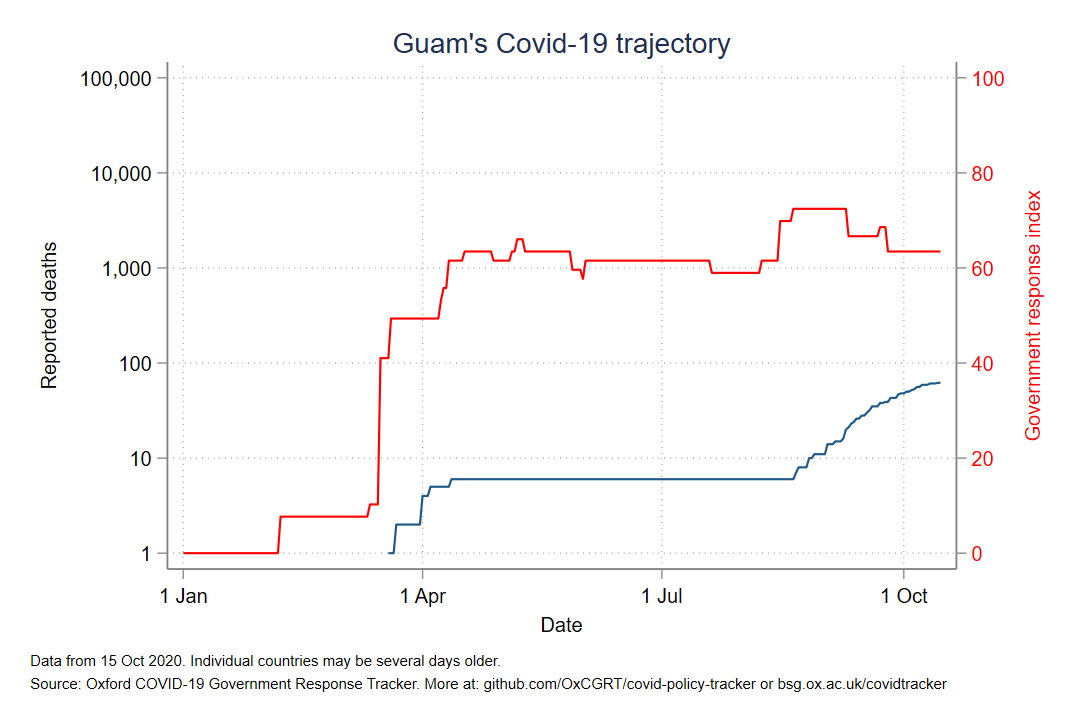 Guam's Covid-19 trajectory
100,000
10,000
1,000
100
10
1
Reported deaths
100
80
60
40
20
0
Government response index
1 Jan
1 Apr
1 Jul
1 Oct
Date
Data from 15 Oct 2020. Individual countries may be several days older.
Source: Oxford COVID-19 Government Response Tracker. More at: github.com/OxCGRT/covid-policy-tracker or bsg.ox.ac.uk/covidtracker